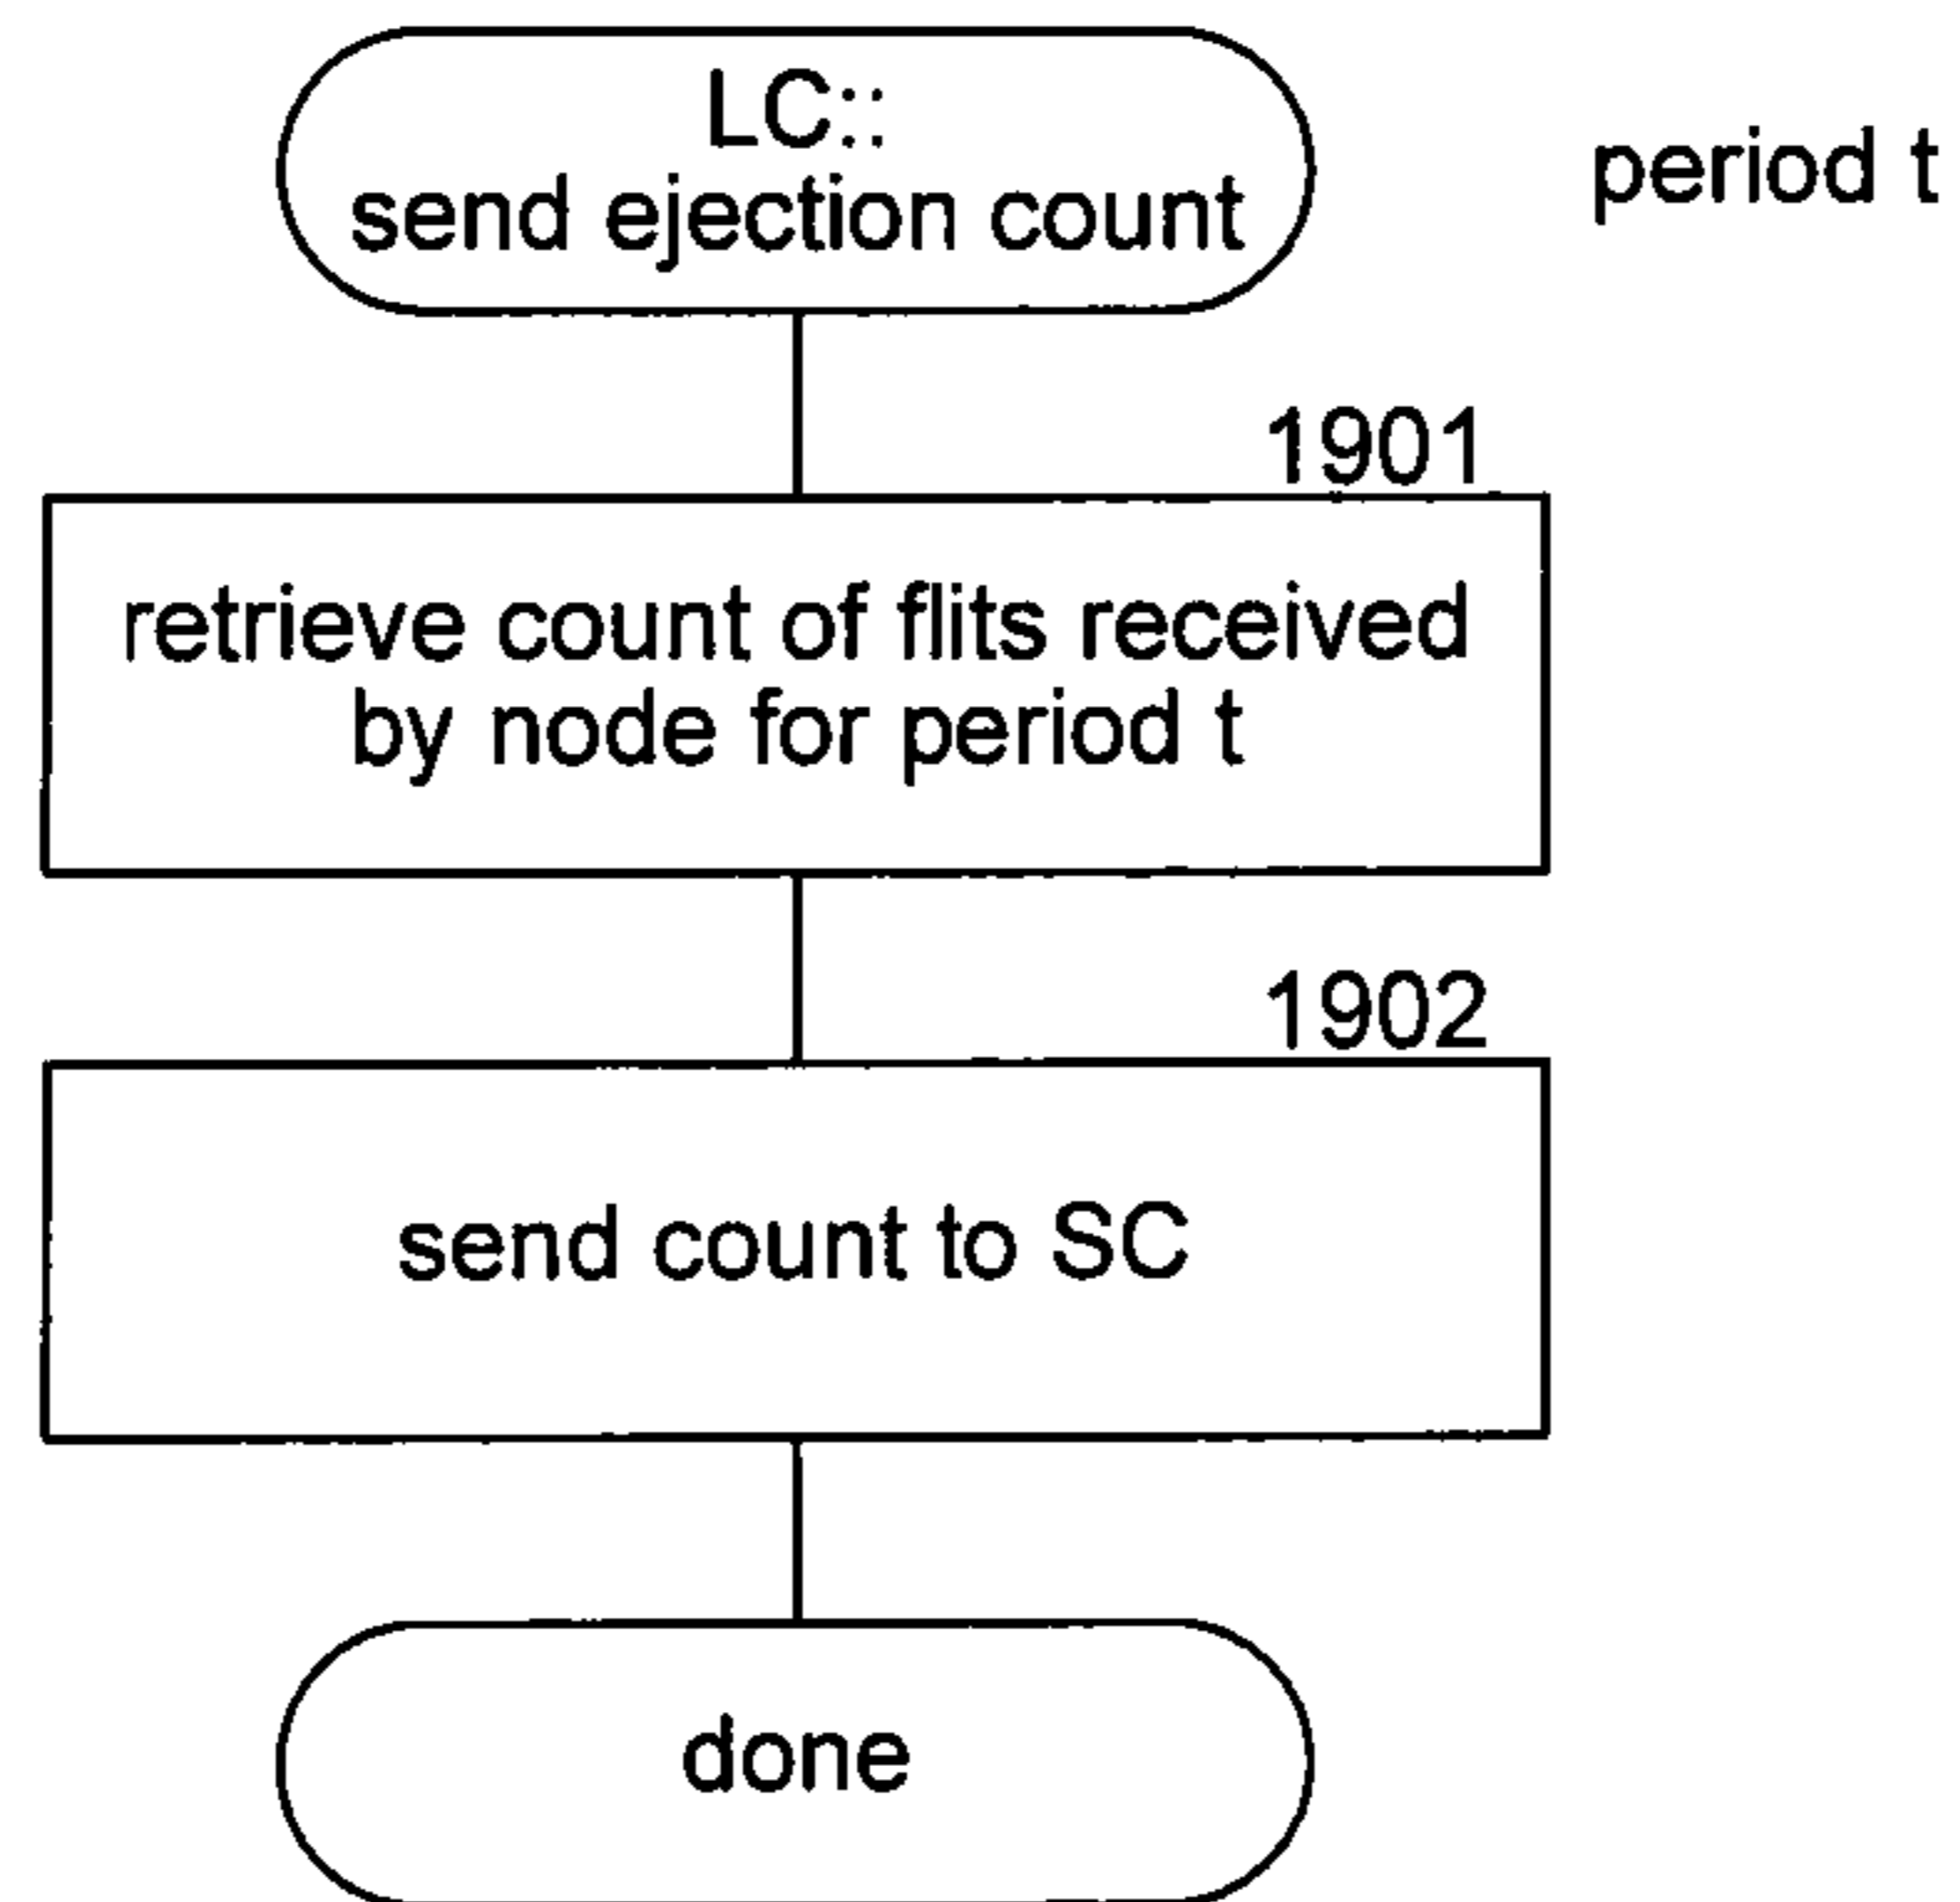 LC::
send ejection count
period t
1901
retrieve count of flits received
by node for period t
1902
send count to SC
done